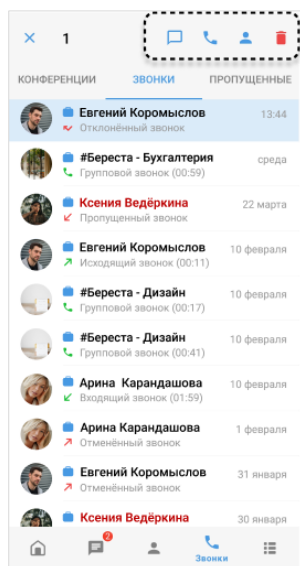 1
КОНФЕРЕНЦИИ ЗВОНКИ ПРОПУЩЕННЫЕ
Евгений Коромыслов 13:44
Отклонённый звонок
#Береста - Бухгалтерия среда
Групповой звонок (00:59)
Ксения Ведёркина 22 марта
Пропущенный звонок
Евгений Коромыслов 10 февраля
Исходящий звонок (00:11)
#Береста - Дизайн 10 февраля
Групповой звонок (00:17)
#Береста - Дизайн 10 февраля
Групповой звонок (00:41)
Арина Карандашова 10 февраля
Входящий звонок (01:59)
Арина Карандашова 1 февраля
Отменённый звонок
Евгений Коромыслов 31 января
Отменённый звонок
Ксения Ведёркина 30 января
2
Звонки